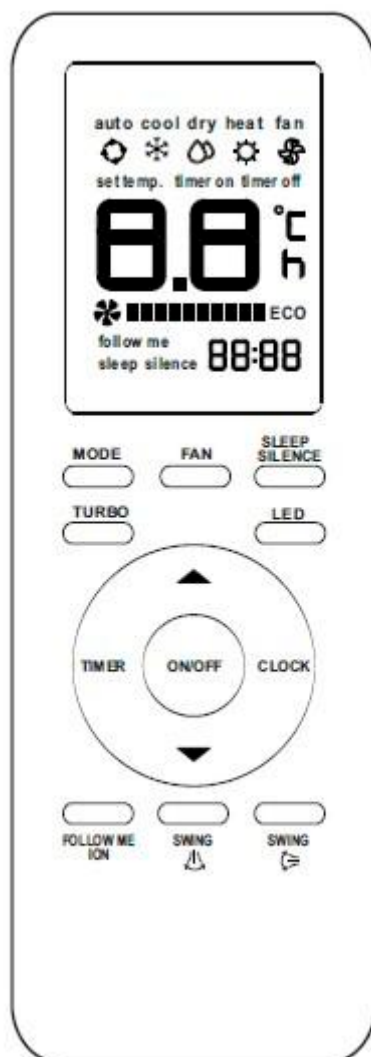 auto cool dry heat fan
set temp. timer on timer off
8.8 °C
h
ECO
follow me
sleep silence 88:88
MODE FAN SLEEP
SILENCE
TURBO LED
TIMER ON/OFF CLOCK
FOLLOW ME SWING SWING
ION